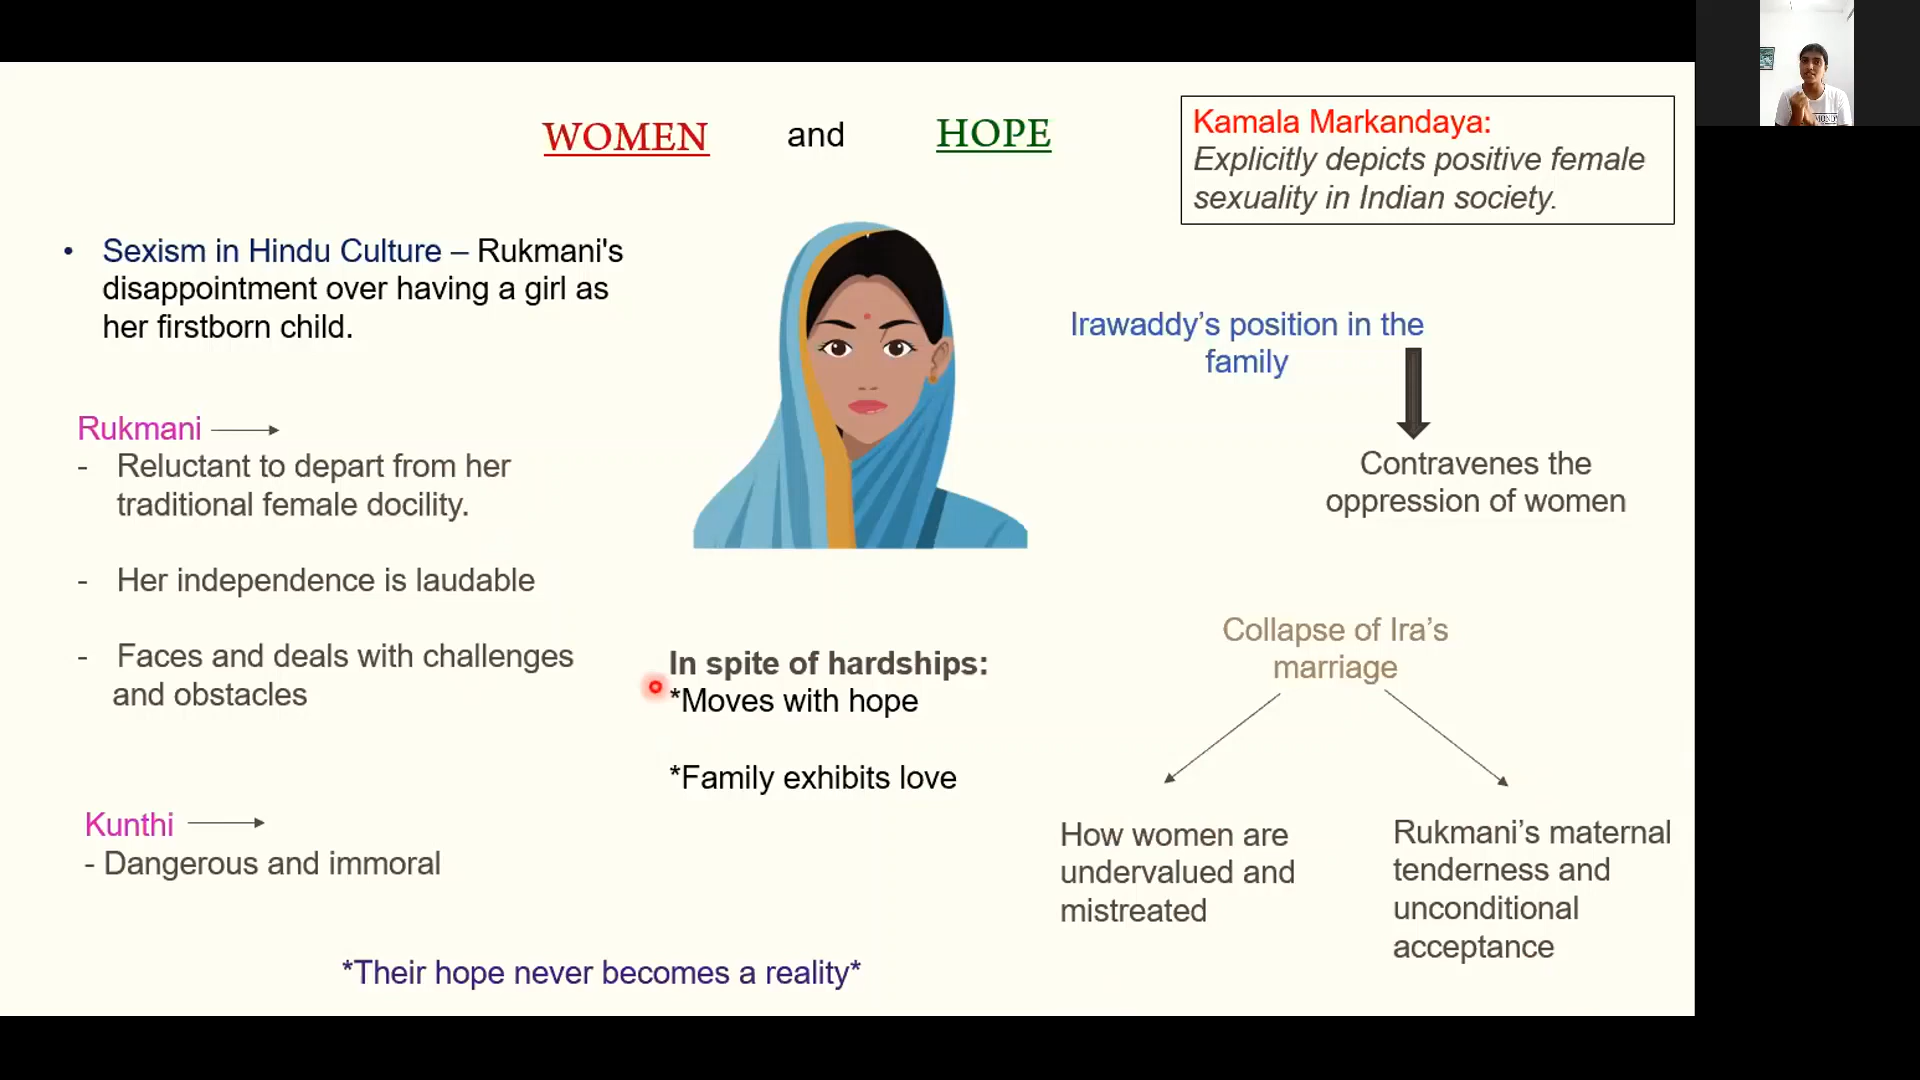 WOMEN and HOPE
Kamala Markandaya:
Explicitly depicts positive female
sexuality in Indian society.
• Sexism in Hindu Culture – Rukmani's
disappointment over having a girl as
her firstborn child.
Rukmani
- Reluctant to depart from her
traditional female docility.
- Her independence is laudable
- Faces and deals with challenges
and obstacles
Kunthi
- Dangerous and immoral
In spite of hardships:
*Moves with hope
*Family exhibits love
Irawaddy’s position in the
family
Contravenes the
oppression of women
Collapse of Ira’s
marriage
How women are
undervalued and
mistreated
Rukmani’s maternal
tenderness and
unconditional
acceptance
*Their hope never becomes a reality*